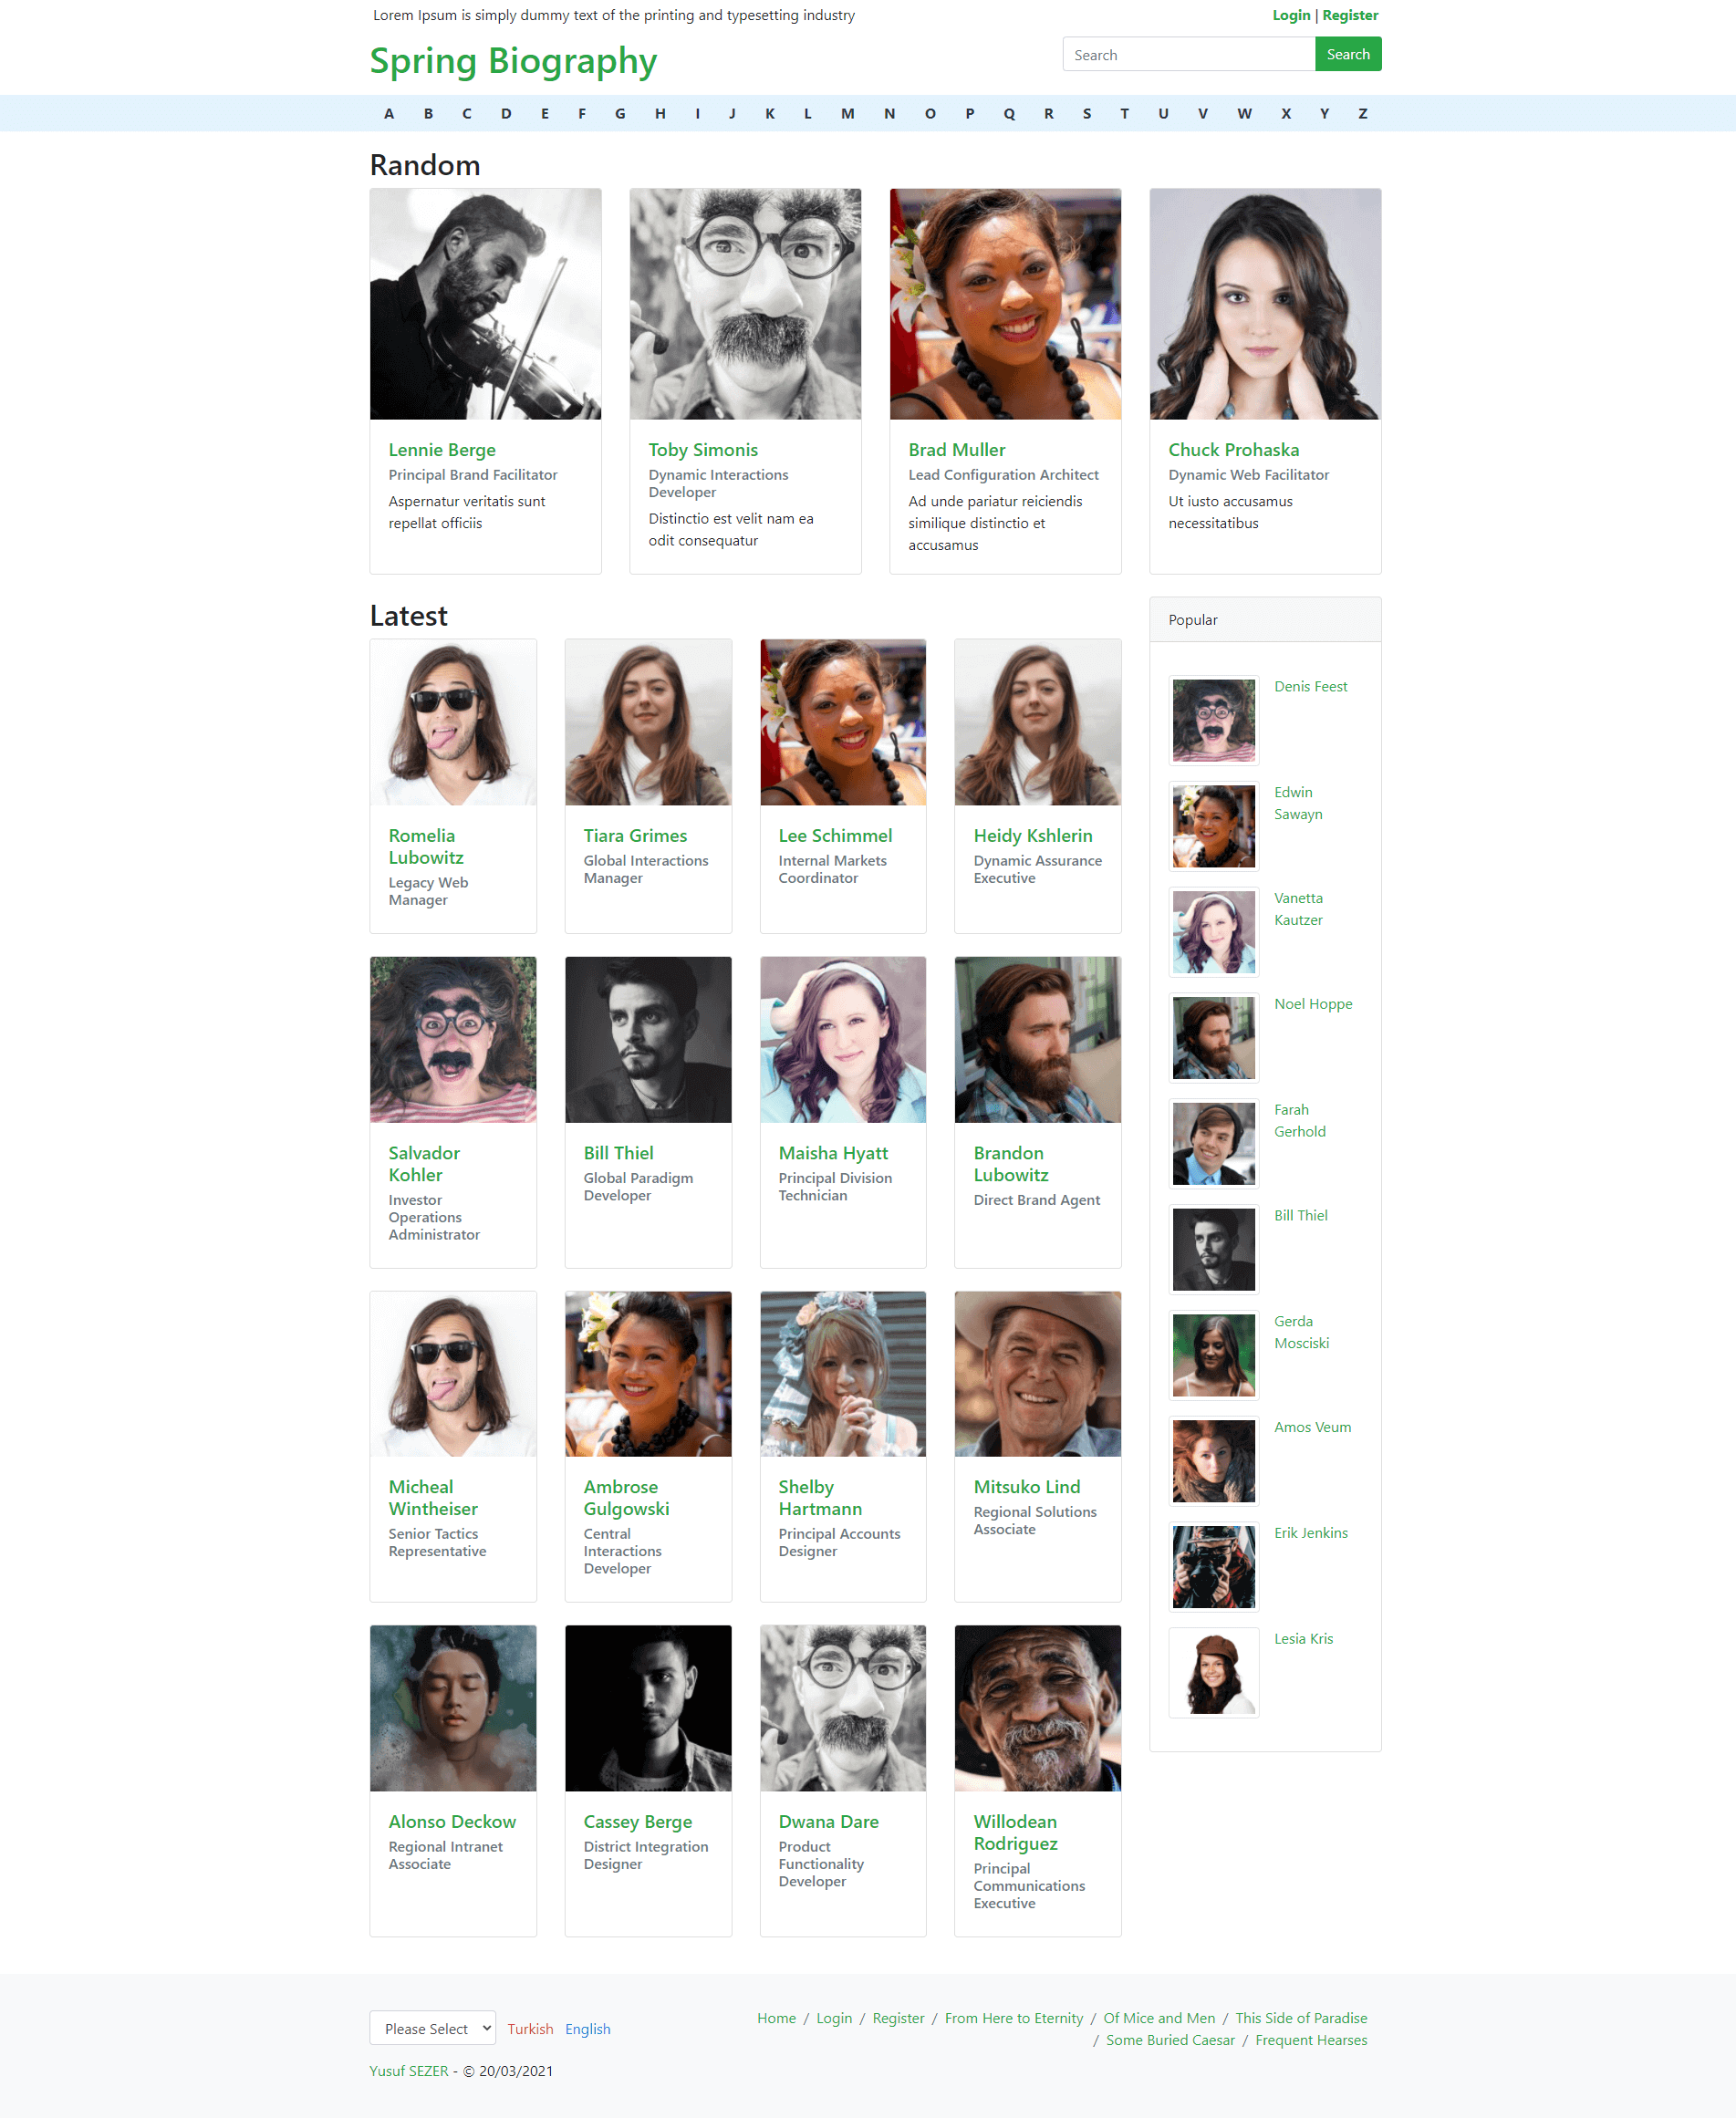 Lorem Ipsum is simply dummy text of the printing and typesetting industry
Login | Register
Spring Biography
Search
Search
A B C D E F G H I J K L M N O P Q R S T U V W X Y Z
Random
Lennie Berge
Principal Brand Facilitator
Aspernatur veritatis sunt
repellat officiis
Toby Simonis
Dynamic Interactions
Developer
Distinctio est velit nam ea
odit consequatur
Brad Muller
Lead Configuration Architect
Ad unde pariatur reiciendis
similique distinctio et
accusamus
Chuck Prohaska
Dynamic Web Facilitator
Ut iusto accusamus
necessitatibus
Latest
Romelia
Lubowitz
Legacy Web
Manager
Tiara Grimes
Global Interactions
Manager
Lee Schimmel
Internal Markets
Coordinator
Heidy Kshlerin
Dynamic Assurance
Executive
Salvador
Kohler
Investor
Operations
Administrator
Bill Thiel
Global Paradigm
Developer
Maisha Hyatt
Principal Division
Technician
Brandon
Lubowitz
Direct Brand Agent
Micheal
Wintheiser
Senior Tactics
Representative
Ambrose
Gulgowski
Central
Interactions
Developer
Shelby
Hartmann
Principal Accounts
Designer
Mitsuko Lind
Regional Solutions
Associate
Alonso Deckow
Regional Intranet
Associate
Cassey Berge
District Integration
Designer
Dwana Dare
Product
Functionality
Developer
Willodean
Rodriguez
Principal
Communications
Executive
Popular
Denis Feest
Edwin
Sawayn
Vanetta
Kautzer
Noel Hoppe
Farah
Gerhold
Bill Thiel
Gerda
Mosciski
Amos Veum
Erik Jenkins
Lesia Kris
Please Select
Turkish English
Yusuf SEZER - © 20/03/2021
Home / Login / Register / From Here to Eternity / Of Mice and Men / This Side of Paradise
/ Some Buried Caesar / Frequent Hearses